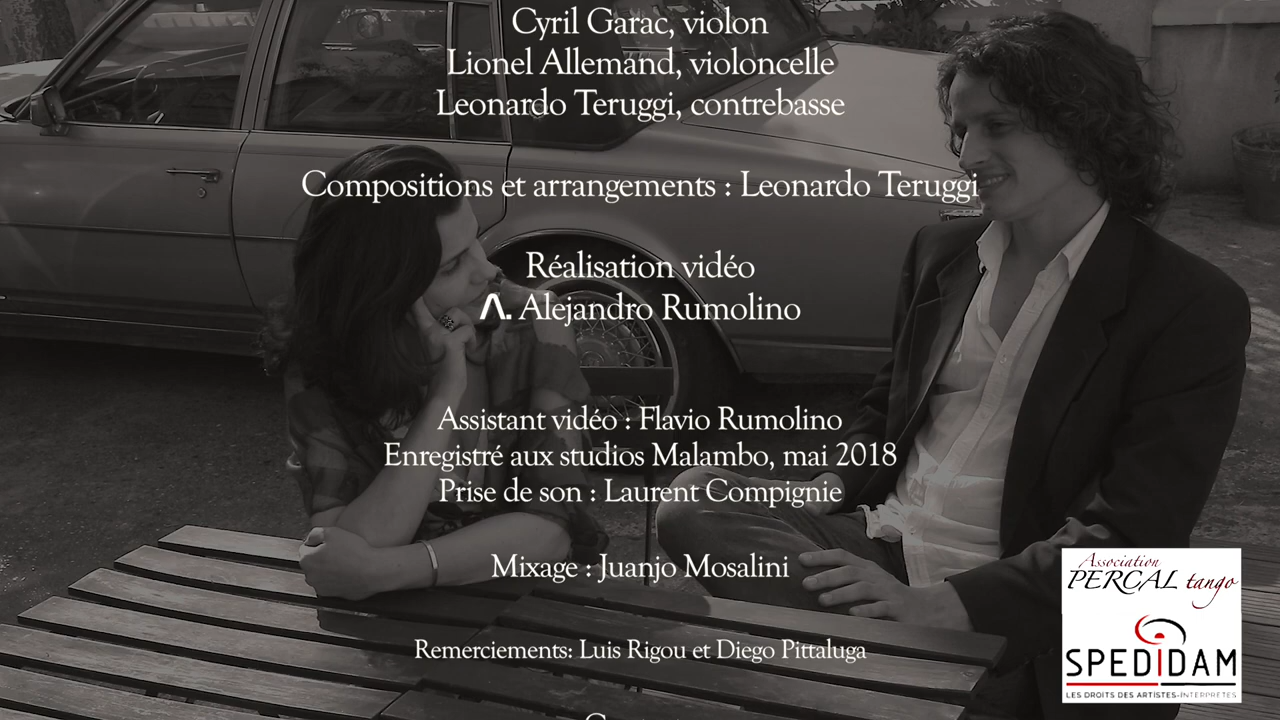 Cyril Garac, violon
Lionel Allemand, violoncelle
Leonardo Teruggi, contrebasse
Compositions et arrangements : Leonardo Teruggi
Réalisation vidéo
Λ. Alejandro Rumolino
Assistant vidéo : Flavio Rumolino
Enregistré aux studios Malambo, mai 2018
Prise de son : Laurent Compignie
Mixage : Juanjo Mosalini
Remerciements: Luis Rigou et Diego Pittaluga
Association
PERCAL tango
SPEDIDAM
LES DROITS DES ARTISTES-INTERPRÈTES